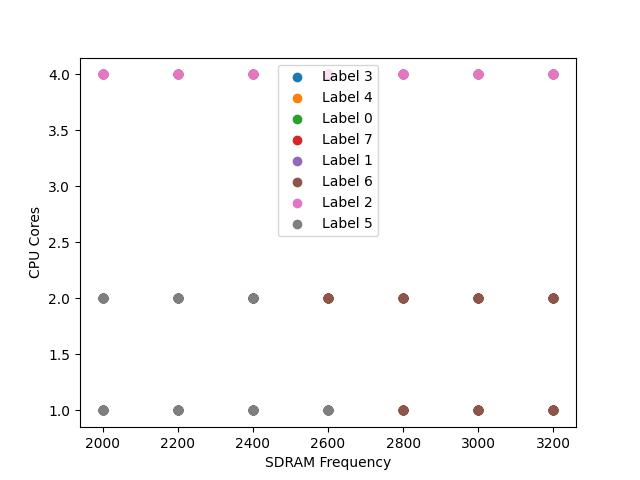 4.0
3.5
3.0
2.5
2.0
1.5
1.0
CPU Cores
Label 3
Label 4
Label 0
Label 7
Label 1
Label 6
Label 2
Label 5
2000 2200 2400 2600 2800 3000 3200
SDRAM Frequency